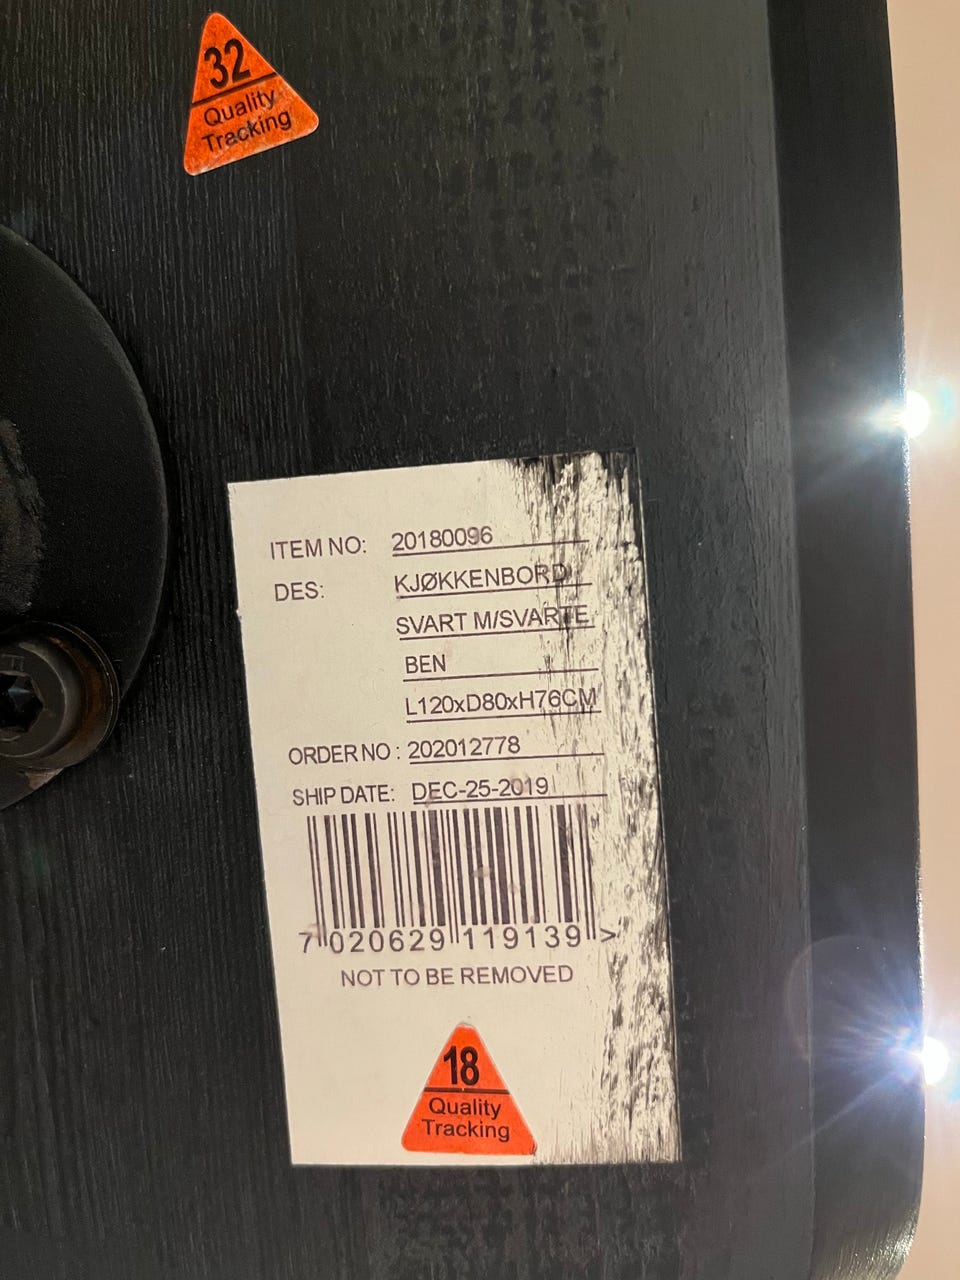 32
Quality
Tracking
ITEM NO: 20180096
DES: KJØKKENBORD
SVART M/SVARTE
BEN
L120xD80xH76CM
ORDER NO : 202012778
SHIP DATE: DEC-25-2019
7 020629 119139 >
NOT TO BE REMOVED
18
Quality
Tracking